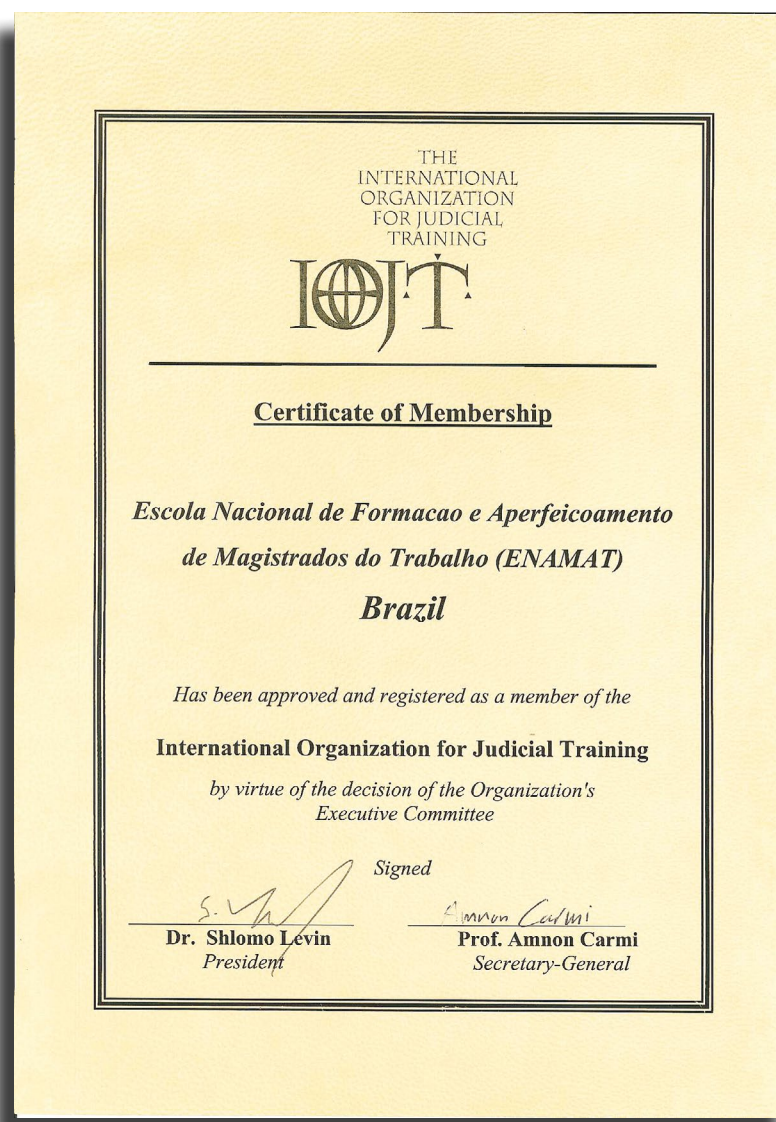 THE
INTERNATIONAL
ORGANIZATION
FOR JUDICIAL
TRAINING
IOJT
Certificate of Membership
Escola Nacional de Formacao e Aperfeicoamento
de Magistrados do Trabalho (ENAMAT)
Brazil
Has been approved and registered as a member of the
International Organization for Judicial Training
by virtue of the decision of the Organization's
Executive Committee
Signed
Amnon Carmi
Dr. Shlomo Levin
Prof. Amnon Carmi
President
Secretary-General